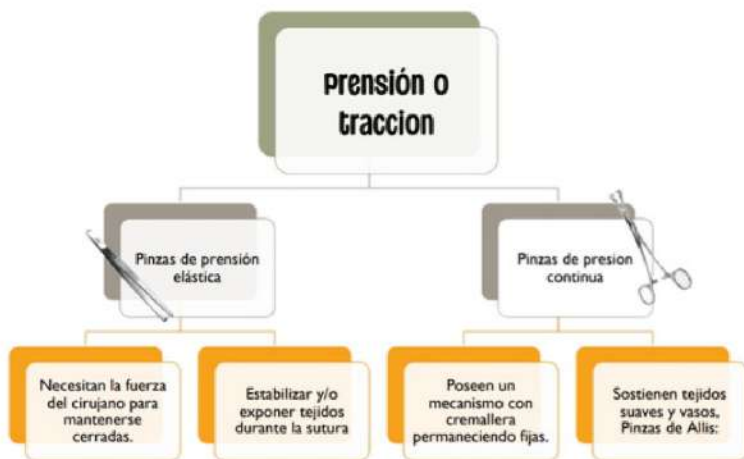 Prensión o
traccion
Pinzas de prensión
elástica
Pinzas de presion
continua
Necesitan la fuerza
del cirujano para
mantenerse
cerradas.
Estabilizar y/o
exponer tejidos
durante la sutura
Poseen un
mecanismo con
cremallera
permaneciendo fijas.
Sostienen tejidos
suaves y vasos,
Pinzas de Allis: